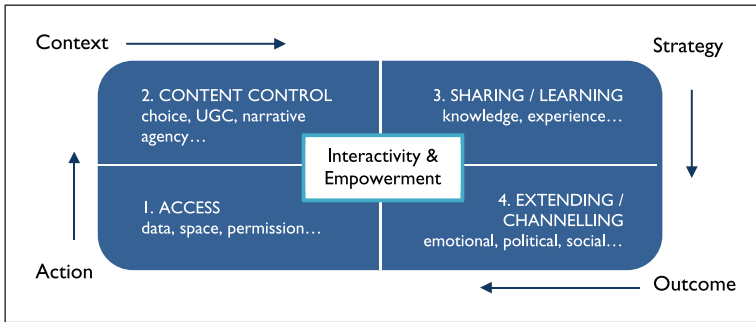 Context
Strategy
2. CONTENT CONTROL
choice, UGC, narrative
agency…
3. SHARING / LEARNING
knowledge, experience…
Interactivity &
Empowerment
1. ACCESS
data, space, permission…
4. EXTENDING /
CHANNELLING
emotional, political, social…
Action
Outcome